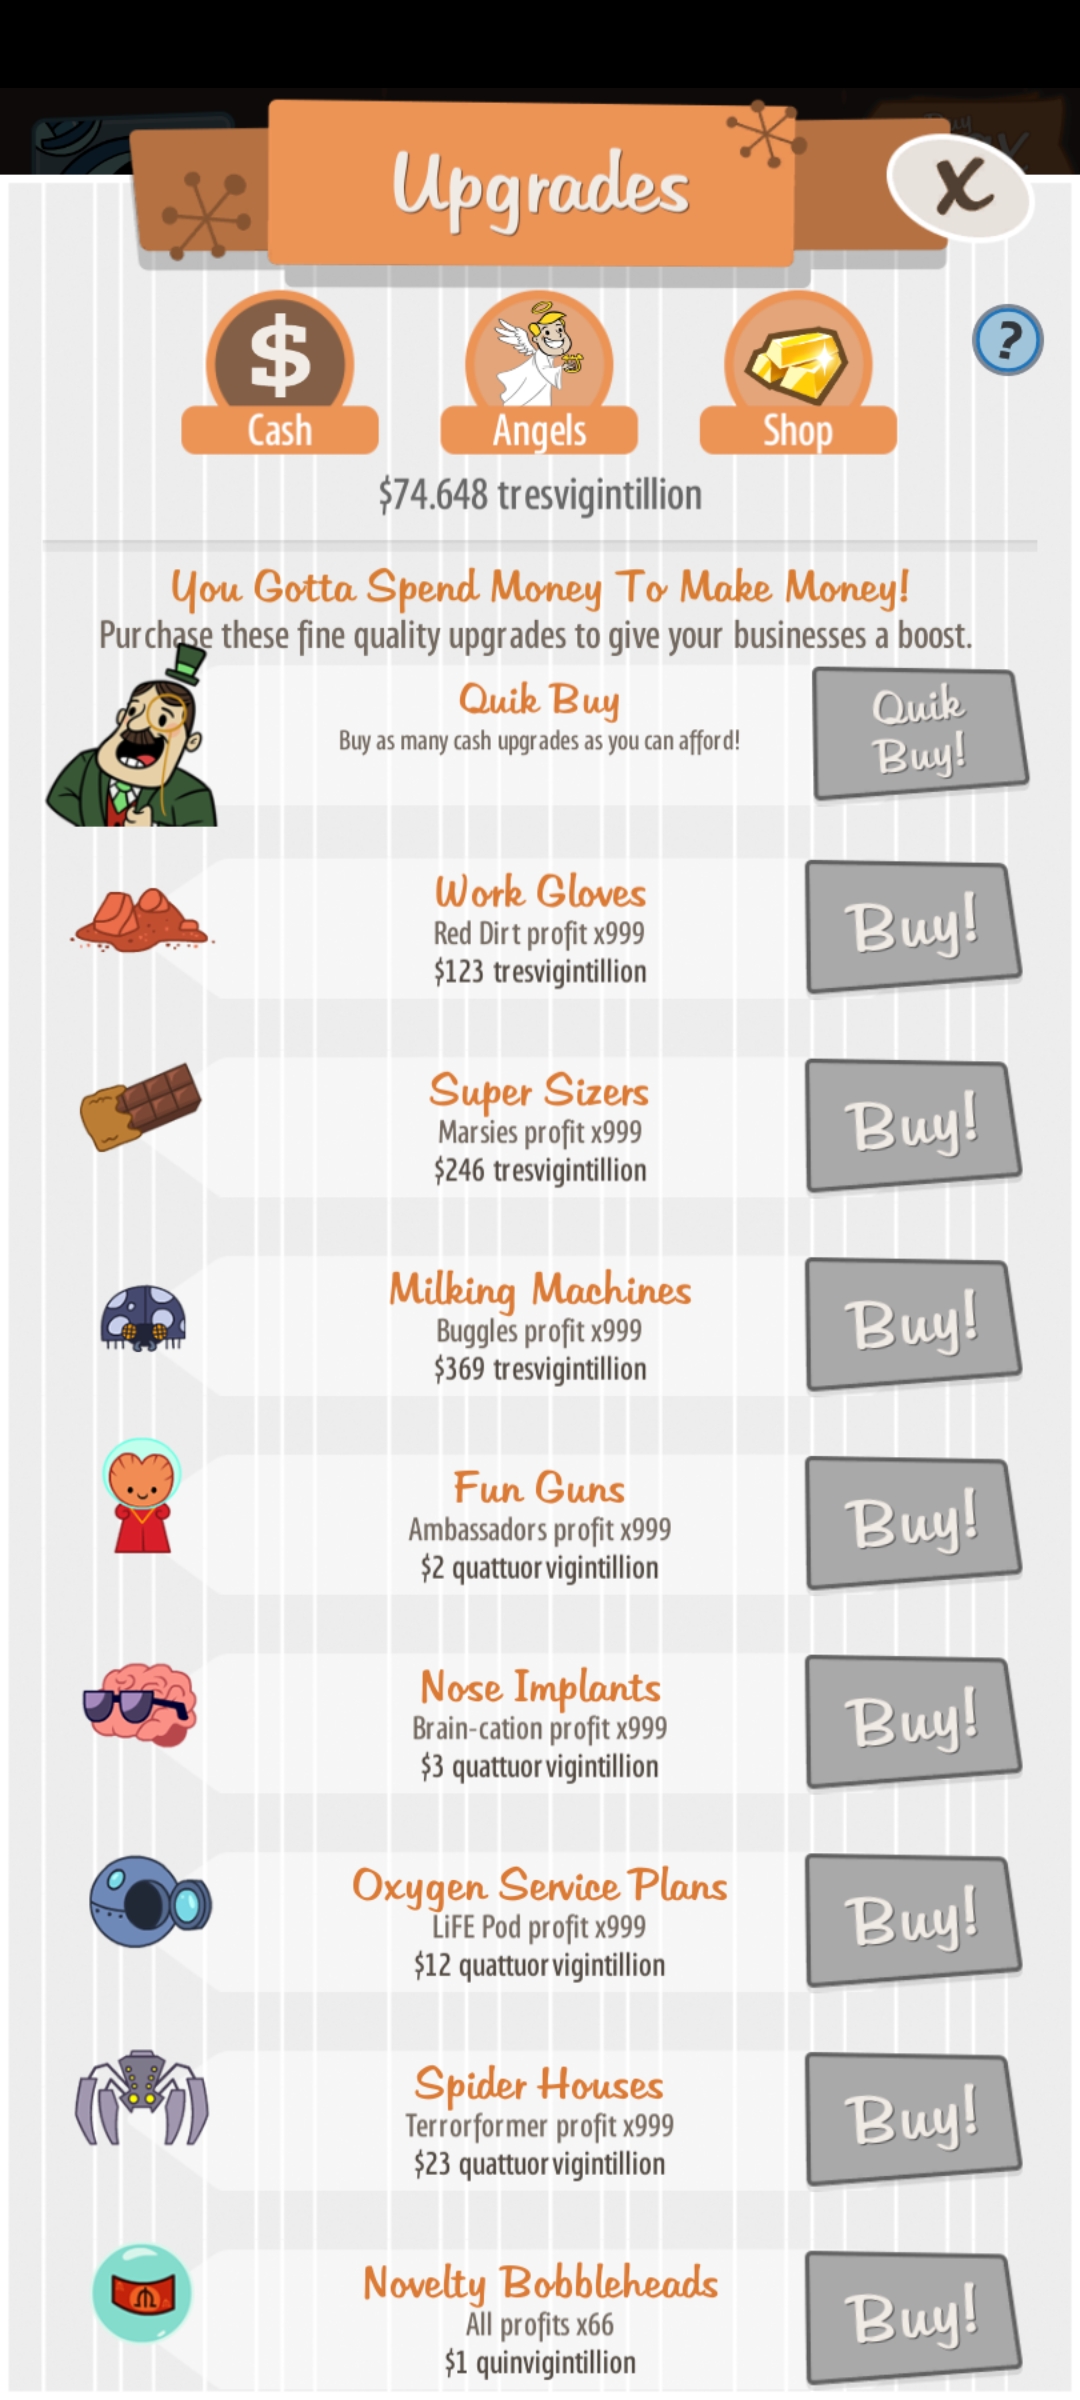 Upgrades
X
$
Cash
Angels
Shop
?
$74.648 tresvigintillion
You Gotta Spend Money To Make Money!
Purchase these fine quality upgrades to give your businesses a boost.
Quik Buy
Buy as many cash upgrades as you can afford!
Quik
Buy!
Work Gloves
Red Dirt profit x999
$123 tresvigintillion
Buy!
Super Sizers
Marsies profit x999
$246 tresvigintillion
Buy!
Milking Machines
Buggles profit x999
$369 tresvigintillion
Buy!
Fun Guns
Ambassadors profit x999
$2 quattuorvigintillion
Buy!
Nose Implants
Brain-cation profit x999
$3 quattuorvigintillion
Buy!
Oxygen Service Plans
LiFE Pod profit x999
$12 quattuorvigintillion
Buy!
Spider Houses
Terrorformer profit x999
$23 quattuorvigintillion
Buy!
Novelty Bobbleheads
All profits x66
$1 quinvigintillion
Buy!